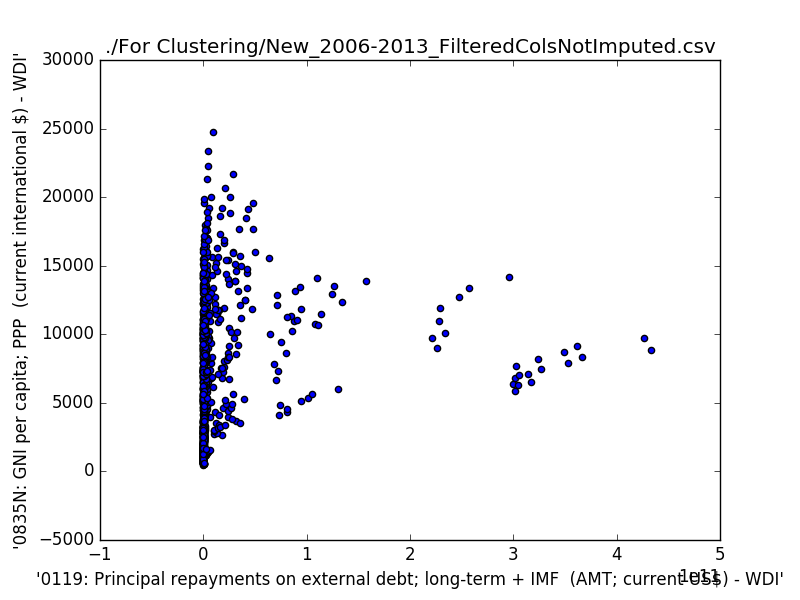 ./For Clustering/New_2006-2013_FilteredColsNotImputed.csv
'0835N: GNI per capita; PPP (current international $) - WDI'
30000
25000
20000
15000
10000
5000
0
−5000
−1 0 1 2 3 4 5
1e11
'0119: Principal repayments on external debt; long-term + IMF (AMT; current US$) - WDI'